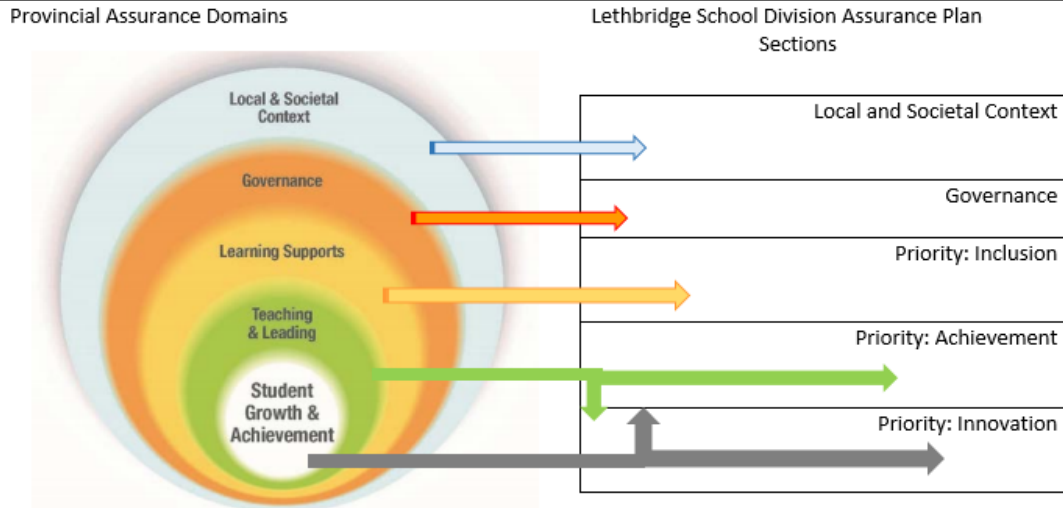 Provincial Assurance Domains
Lethbridge School Division Assurance Plan
Sections
Local & Societal
Context
Governance
Learning Supports
Teaching
& Leading
Student
Growth &
Achievement
Local and Societal Context
Governance
Priority: Inclusion
Priority: Achievement
Priority: Innovation